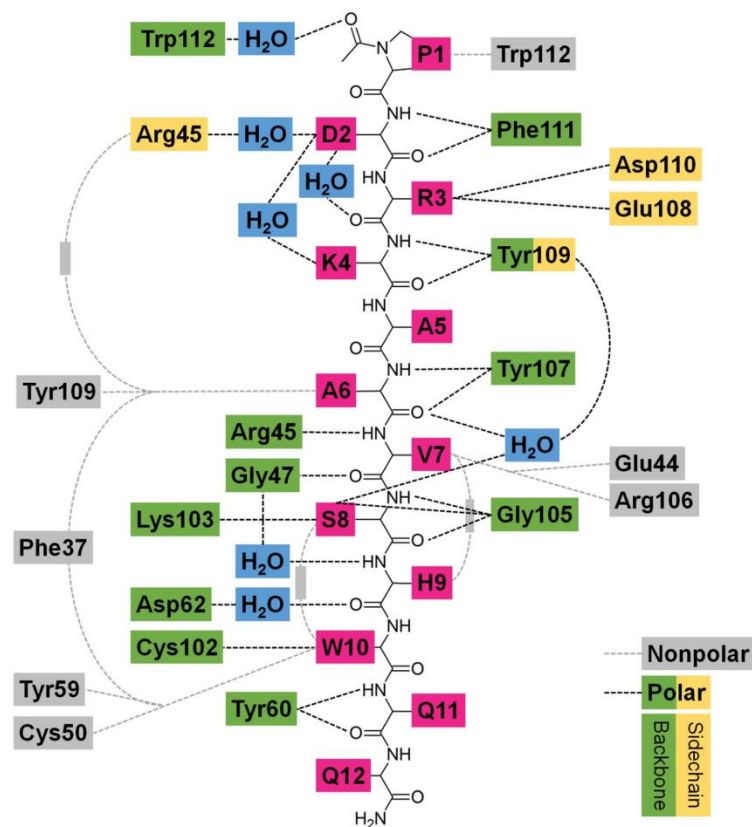 O
Trp112 H₂O N P1 Trp112
O NH
Arg45 H₂O D2 Phe111
H₂O HN O Asp110
H₂O O R3 Glu108
NH
K4 O Tyr109
HN
O A5
NH Tyr107
Tyr109 A6 O
Arg45 HN H₂O
Gly47 O V7 Glu44
NH Arg106
Lys103 S8 Gly105
Phe37 O
H₂O HN
Asp62 H₂O O H9
NH
Cys102 W10 O Nonpolar
Tyr59 HN Polar
Cys50 Tyr60 O Q11 Backbone
NH Sidechain
Q12 O
H₂N